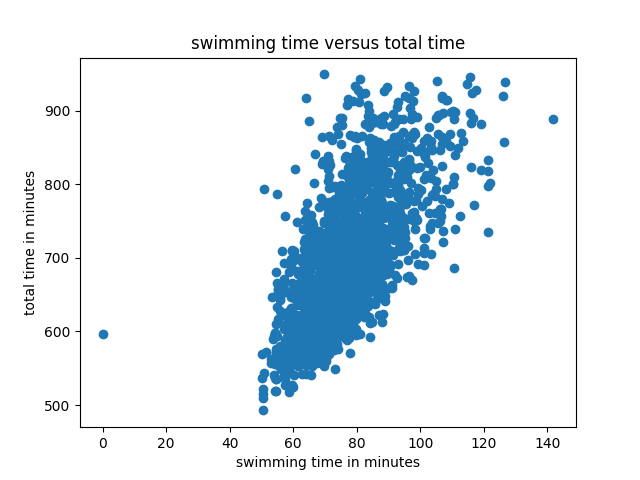 swimming time versus total time
total time in minutes
900
800
700
600
500
0 20 40 60 80 100 120 140
swimming time in minutes